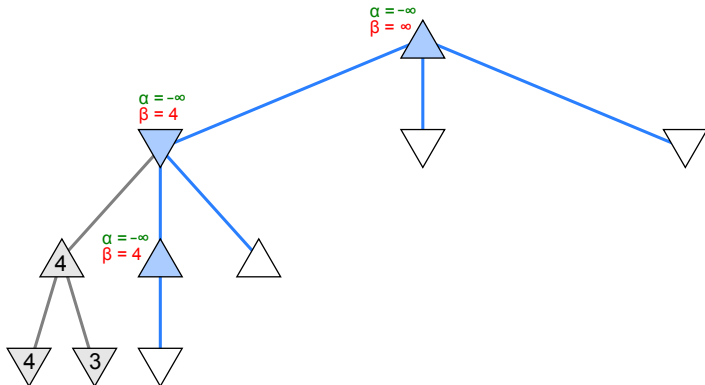 α = -∞
β = ∞
α = -∞
β = 4
4
α = -∞
β = 4
4
3